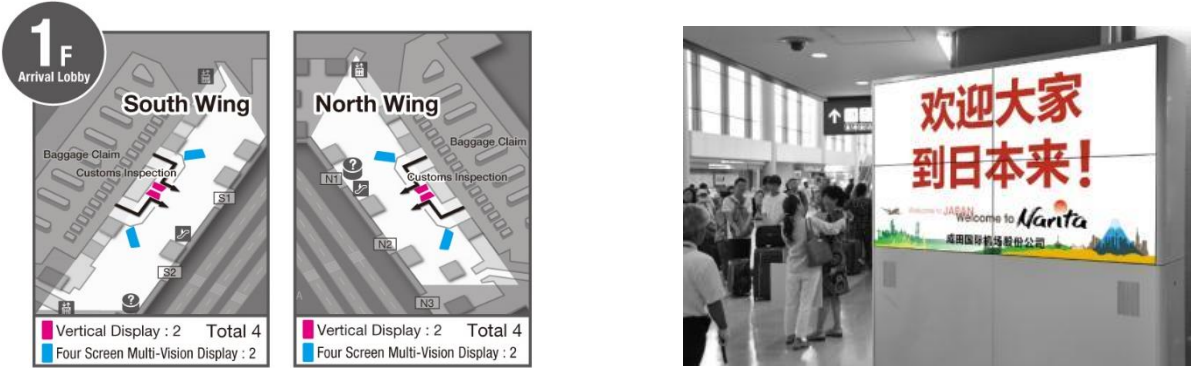 1F
Arrival Lobby
South Wing
Baggage Claim
Customs Inspection
S1
S2
?
Vertical Display : 2 Total 4
Four Screen Multi-Vision Display : 2
North Wing
Baggage Claim
Customs Inspection
N1
?
N2
N3
Vertical Display : 2 Total 4
Four Screen Multi-Vision Display : 2
欢迎大家
到日本来!
Welcome to JAPAN
Welcome to Narita
成田国际机场股份公司